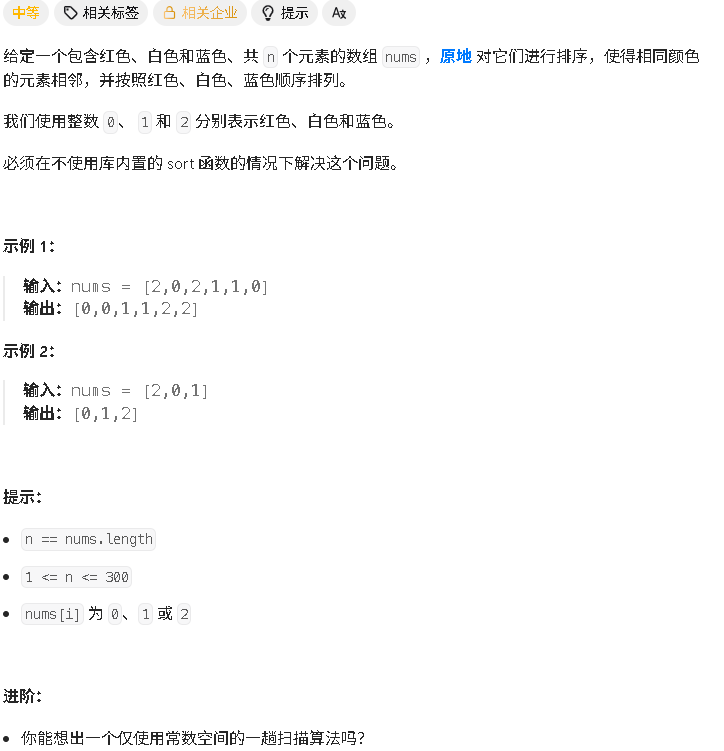 中等 相关标签 相关企业 提示 A文
给定一个包含红色、白色和蓝色、共 n 个元素的数组 nums ，原地 对它们进行排序，使得相同颜色
的元素相邻，并按照红色、白色、蓝色顺序排列。
我们使用整数 0、 1 和 2 分别表示红色、白色和蓝色。
必须在不使用库内置的 sort 函数的情况下解决这个问题。
示例 1：
输入：nums = [2,0,2,1,1,0]
输出：[0,0,1,1,2,2]
示例 2：
输入：nums = [2,0,1]
输出：[0,1,2]
提示：
• n == nums.length
• 1 <= n <= 300
• nums[i] 为 0、1 或 2
进阶：
• 你能想出一个仅使用常数空间的一趟扫描算法吗？